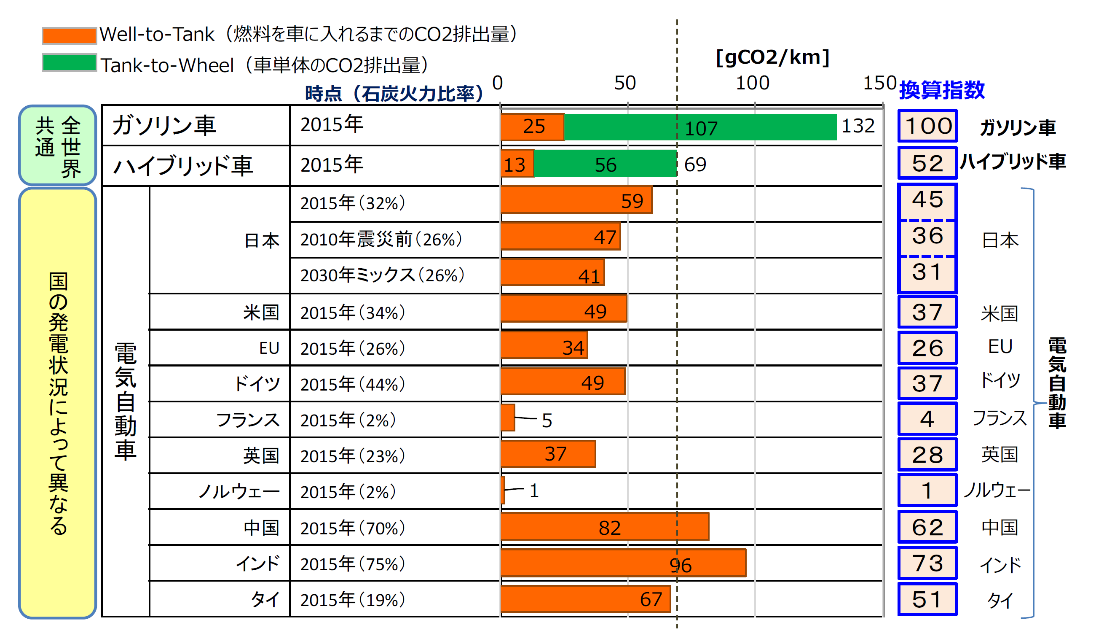 Well-to-Tank（燃料を車に入れるまでのCO2排出量）
Tank-to-Wheel（車単体のCO2排出量）
[gCO2/km]
時点（石炭火力比率）
0 50 100 150
換算指数
全世界共通
ガソリン車 2015年 25 107 132 100 ガソリン車
ハイブリッド車 2015年 13 56 69 52 ハイブリッド車
国の発電状況によって異なる
電気自動車
日本
2015年（32%） 59 45
2010年震災前（26%） 47 36
2030年ミックス（26%） 41 31
日本
米国 2015年（34%） 49 37 米国
EU 2015年（26%） 34 26 EU
ドイツ 2015年（44%） 49 37 ドイツ
フランス 2015年（2%） 5 4 フランス
英国 2015年（23%） 37 28 英国
ノルウェー 2015年（2%） 1 1 ノルウェー
中国 2015年（70%） 82 62 中国
インド 2015年（75%） 96 73 インド
タイ 2015年（19%） 67 51 タイ
電気自動車